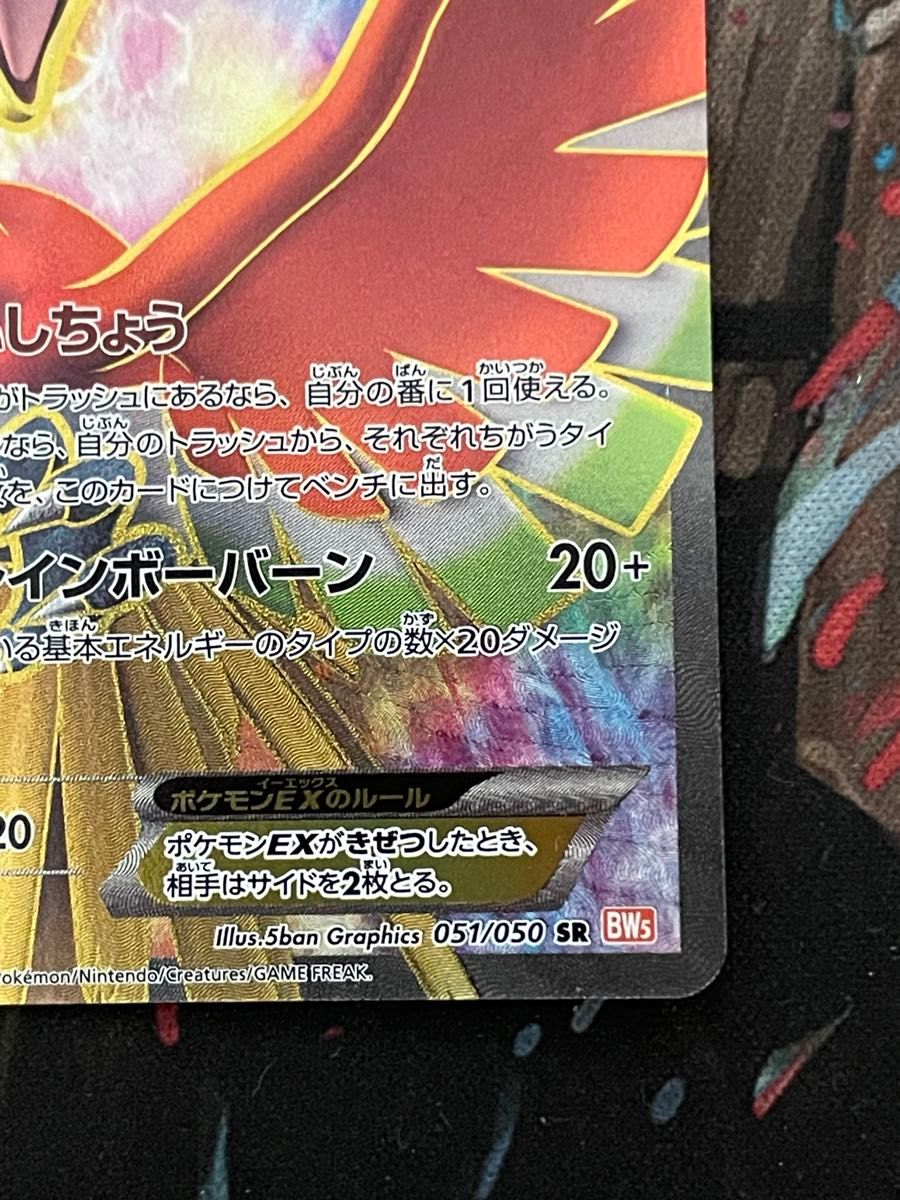 しちょう
がトラッシュにあるなら、自分の番に1回使える。
なら、自分のトラッシュから、それぞれちがうタイ
を、このカードにつけてベンチに出す。
インボーバーン 20+
いる基本エネルギーのタイプの数×20ダメージ
イーエックス
ポケモンEXのルール
20
ポケモンEXがきぜつしたとき、
相手はサイドを2枚とる。
Illus.5ban Graphics 051/050 SR BW5
Pokémon/Nintendo/Creatures/GAME FREAK.